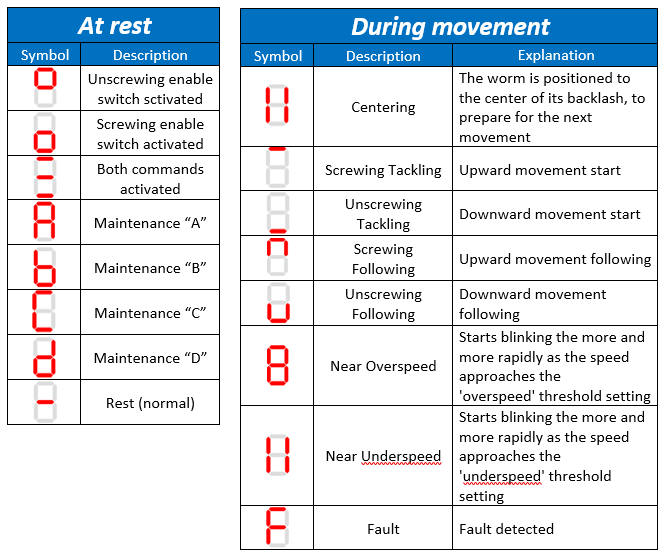 At rest
Symbol Description
Unscrewing enable
switch sctivated
Screwing enable
switch activated
Both commands
activated
Maintenance “A”
Maintenance “B”
Maintenance “C”
Maintenance “D”
Rest (normal)
During movement
Symbol Description Explanation
Centering
The worm is positioned to
the center of its backlash, to
prepare for the next
movement
Screwing Tackling
Upward movement start
Unscrewing
Tackling
Downward movement start
Screwing
Following
Upward movement following
Unscrewing
Following
Downward movement
following
Near Overspeed
Starts blinking the more and
more rapidly as the speed
approaches the
'overspeed' threshold setting
Near Underspeed
Starts blinking the more and
more rapidly as the speed
approaches the
'underspeed' threshold
setting
F
Fault
Fault detected